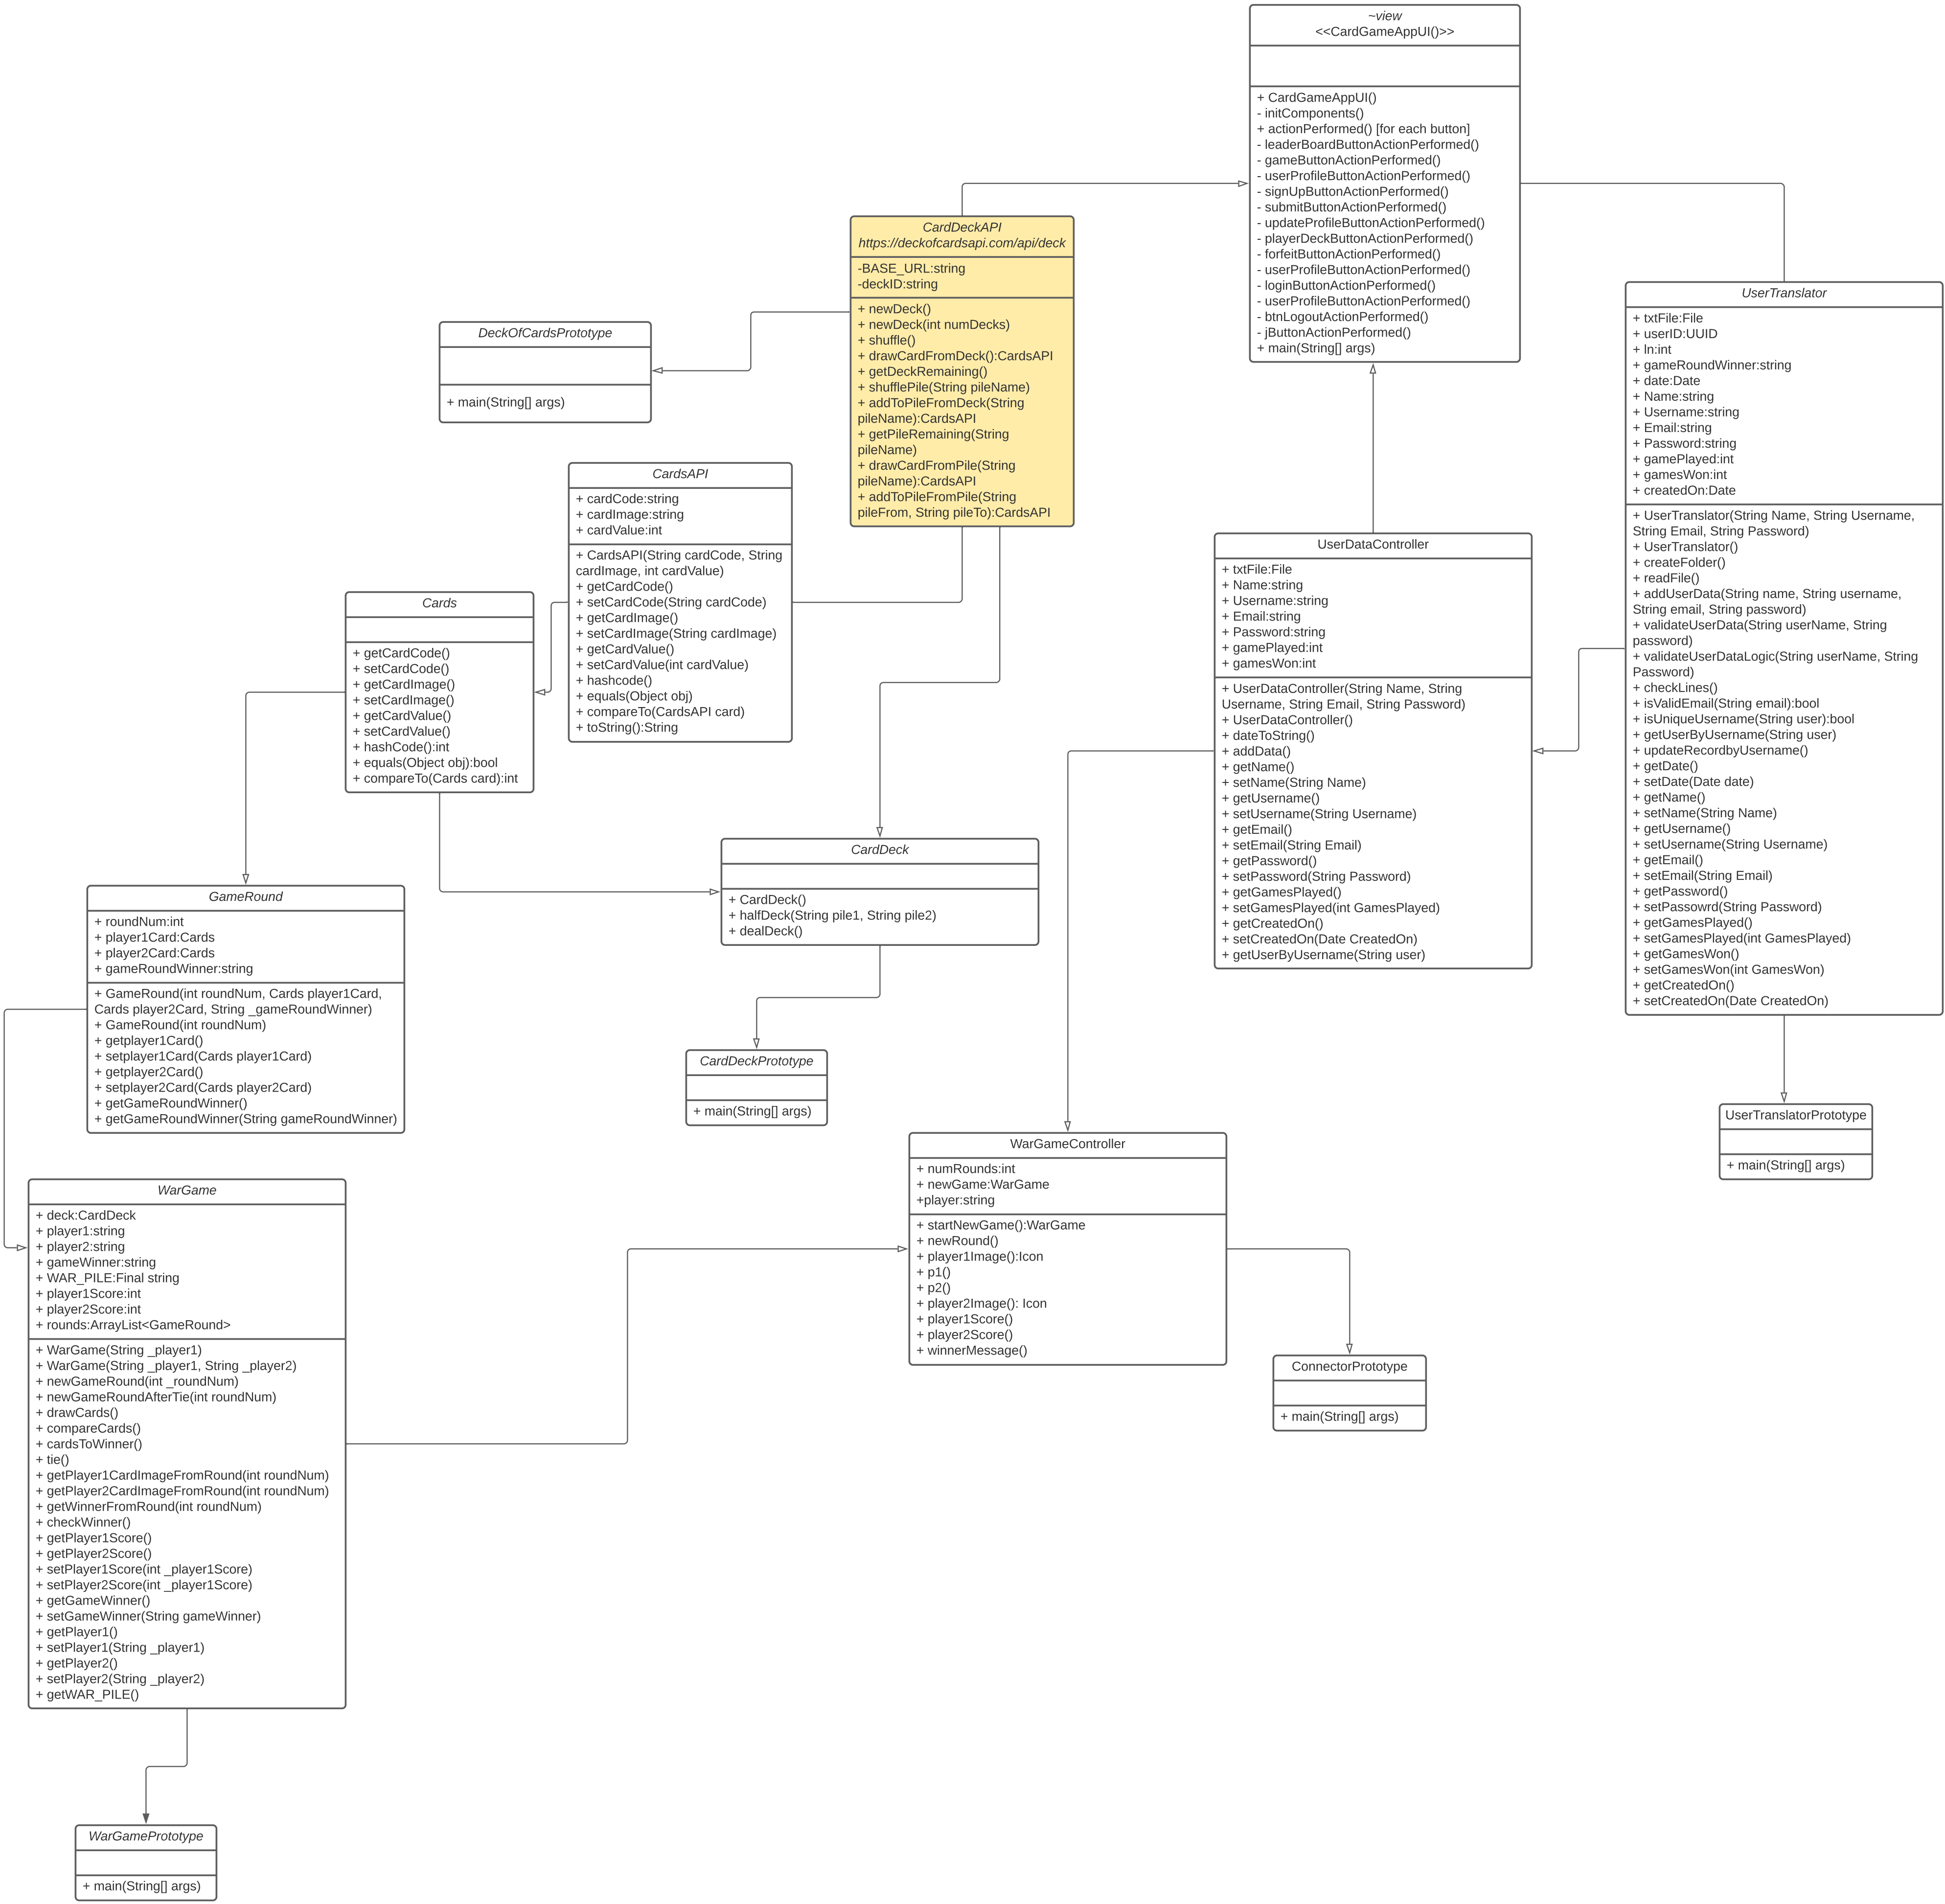 ~view
<<CardGameAppUI()>>
+ CardGameAppUI()
- initComponents()
+ actionPerformed() [for each button]
- leaderBoardButtonActionPerformed()
- gameButtonActionPerformed()
- userProfileButtonActionPerformed()
- signUpButtonActionPerformed()
- submitButtonActionPerformed()
- updateProfileButtonActionPerformed()
- playerDeckButtonActionPerformed()
- forfeitButtonActionPerformed()
- userProfileButtonActionPerformed()
- loginButtonActionPerformed()
- userProfileButtonActionPerformed()
- btnLogoutActionPerformed()
- jButtonActionPerformed()
+ main(String[] args)
CardDeckAPI
https://deckofcardsapi.com/api/deck
-BASE_URL:string
-deckID:string
+ newDeck()
+ newDeck(int numDecks)
+ shuffle()
+ drawCardFromDeck():CardsAPI
+ getDeckRemaining()
+ shufflePile(String pileName)
+ addToPileFromDeck(String
pileName):CardsAPI
+ getPileRemaining(String
pileName)
+ drawCardFromPile(String
pileName):CardsAPI
+ addToPileFromPile(String
pileFrom, String pileTo):CardsAPI
DeckOfCardsPrototype
+ main(String[] args)
UserTranslator
+ txtFile:File
+ userID:UUID
+ ln:int
+ gameRoundWinner:string
+ date:Date
+ Name:string
+ Username:string
+ Email:string
+ Password:string
+ gamePlayed:int
+ gamesWon:int
+ createdOn:Date
+ UserTranslator(String Name, String Username,
String Email, String Password)
+ UserTranslator()
+ createFolder()
+ readFile()
+ addUserData(String name, String username,
String email, String password)
+ validateUserData(String userName, String
password)
+ validateUserDataLogic(String userName, String
Password)
+ checkLines()
+ isValidEmail(String email):bool
+ isUniqueUsername(String user):bool
+ getUserByUsername(String user)
+ updateRecordbyUsername()
+ getDate()
+ setDate(Date date)
+ getName()
+ setName(String Name)
+ getUsername()
+ setUsername(String Username)
+ getEmail()
+ setEmail(String Email)
+ getPassword()
+ setPassowrd(String Password)
+ getGamesPlayed()
+ setGamesPlayed(int GamesPlayed)
+ getGamesWon()
+ setGamesWon(int GamesWon)
+ getCreatedOn()
+ setCreatedOn(Date CreatedOn)
CardsAPI
+ cardCode:string
+ cardImage:string
+ cardValue:int
+ CardsAPI(String cardCode, String
cardImage, int cardValue)
+ getCardCode()
+ setCardCode(String cardCode)
+ getCardImage()
+ setCardImage(String cardImage)
+ getCardValue()
+ setCardValue(int cardValue)
+ hashcode()
+ equals(Object obj)
+ compareTo(CardsAPI card)
+ toString():String
UserDataController
+ txtFile:File
+ Name:string
+ Username:string
+ Email:string
+ Password:string
+ gamePlayed:int
+ gamesWon:int
+ UserDataController(String Name, String
Username, String Email, String Password)
+ UserDataController()
+ dateToString()
+ addData()
+ getName()
+ setName(String Name)
+ getUsername()
+ setUsername(String Username)
+ getEmail()
+ setEmail(String Email)
+ getPassword()
+ setPassword(String Password)
+ getGamesPlayed()
+ setGamesPlayed(int GamesPlayed)
+ getCreatedOn()
+ setCreatedOn(Date CreatedOn)
+ getUserByUsername(String user)
Cards
+ getCardCode()
+ setCardCode()
+ getCardImage()
+ setCardImage()
+ getCardValue()
+ setCardValue()
+ hashCode():int
+ equals(Object obj):bool
+ compareTo(Cards card):int
CardDeck
+ CardDeck()
+ halfDeck(String pile1, String pile2)
+ dealDeck()
GameRound
+ roundNum:int
+ player1Card:Cards
+ player2Card:Cards
+ gameRoundWinner:string
+ GameRound(int roundNum, Cards player1Card,
Cards player2Card, String _gameRoundWinner)
+ GameRound(int roundNum)
+ getplayer1Card()
+ setplayer1Card(Cards player1Card)
+ getplayer2Card()
+ setplayer2Card(Cards player2Card)
+ getGameRoundWinner()
+ getGameRoundWinner(String gameRoundWinner)
CardDeckPrototype
+ main(String[] args)
UserTranslatorPrototype
+ main(String[] args)
WarGameController
+ numRounds:int
+ newGame:WarGame
+player:string
+ startNewGame():WarGame
+ newRound()
+ player1Image():Icon
+ p1()
+ p2()
+ player2Image(): Icon
+ player1Score()
+ player2Score()
+ winnerMessage()
WarGame
+ deck:CardDeck
+ player1:string
+ player2:string
+ gameWinner:string
+ WAR_PILE:Final string
+ player1Score:int
+ player2Score:int
+ rounds:ArrayList<GameRound>
+ WarGame(String _player1)
+ WarGame(String _player1, String _player2)
+ newGameRound(int _roundNum)
+ newGameRoundAfterTie(int roundNum)
+ drawCards()
+ compareCards()
+ cardsToWinner()
+ tie()
+ getPlayer1CardImageFromRound(int roundNum)
+ getPlayer2CardImageFromRound(int roundNum)
+ getWinnerFromRound(int roundNum)
+ checkWinner()
+ getPlayer1Score()
+ getPlayer2Score()
+ setPlayer1Score(int _player1Score)
+ setPlayer2Score(int _player1Score)
+ getGameWinner()
+ setGameWinner(String gameWinner)
+ getPlayer1()
+ setPlayer1(String _player1)
+ getPlayer2()
+ setPlayer2(String _player2)
+ getWAR_PILE()
ConnectorPrototype
+ main(String[] args)
WarGamePrototype
+ main(String[] args)